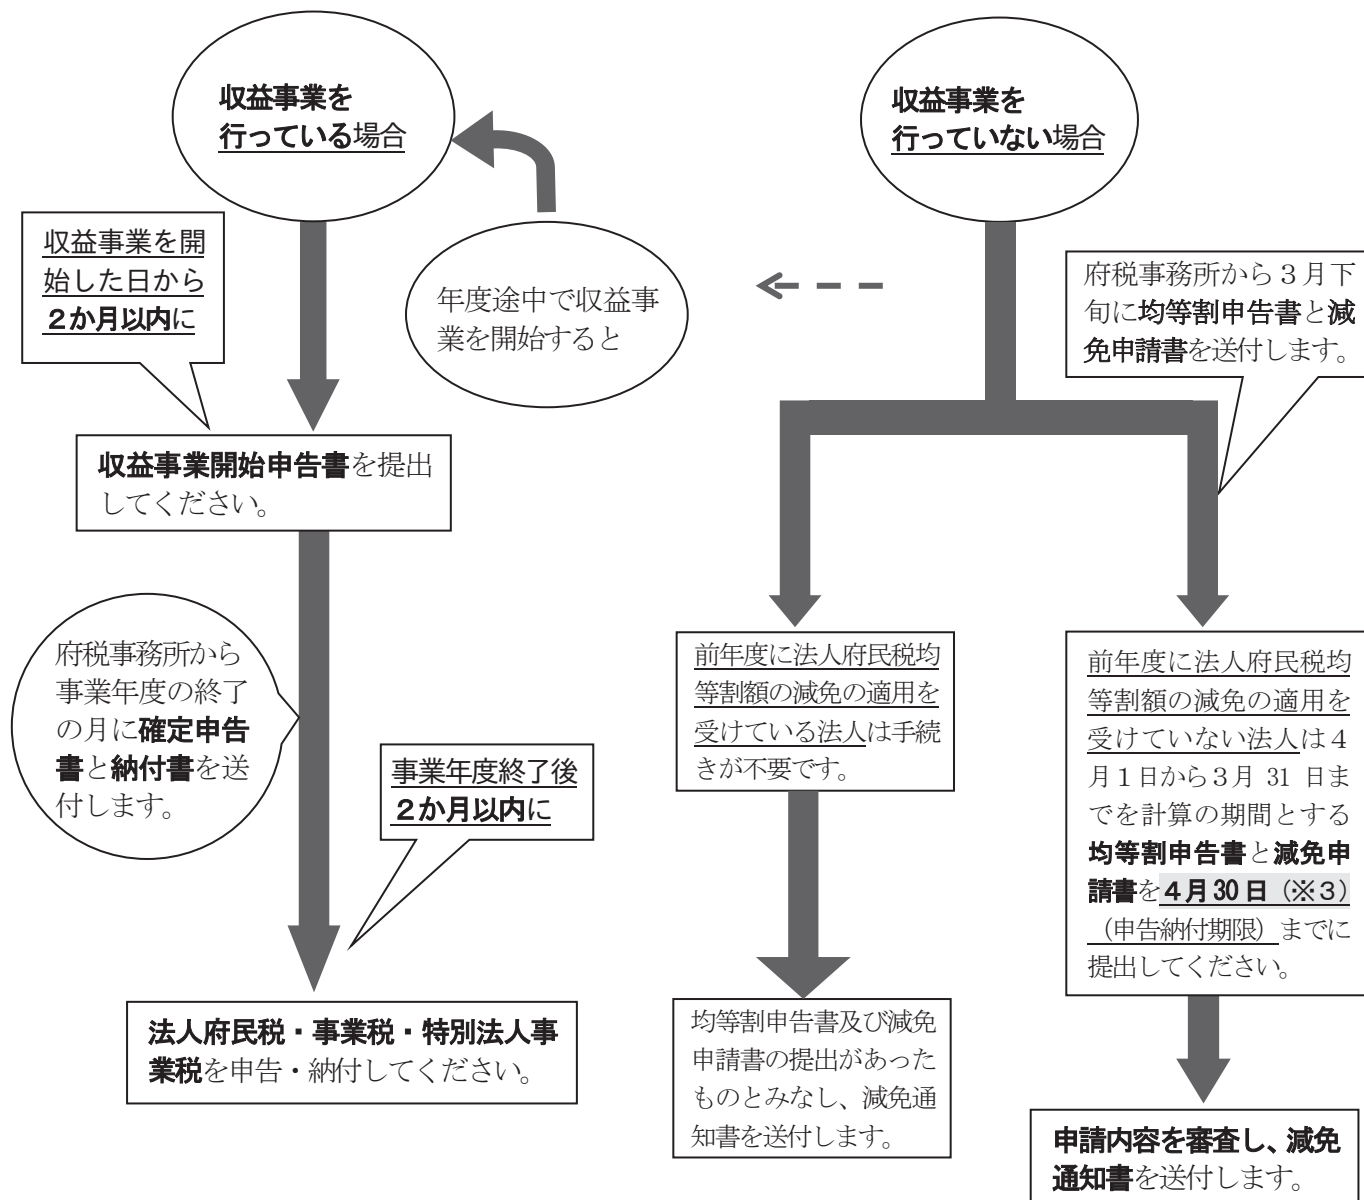 収益事業を
行っている場合
収益事業を開
始した日から
２か月以内に
年度途中で収益事
業を開始すると
収益事業開始申告書を提出
してください。
府税事務所から
事業年度の終了
の月に確定申告
書と納付書を送
付します。
事業年度終了後
２か月以内に
法人府民税・事業税・特別法人事
業税を申告・納付してください。
収益事業を
行っていない場合
府税事務所から３月下
旬に均等割申告書と減
免申請書を送付します。
前年度に法人府民税均
等割額の減免の適用を
受けている法人は手続
きが不要です。
均等割申告書及び減免
申請書の提出があった
ものとみなし、減免通
知書を送付します。
前年度に法人府民税均
等割額の減免の適用を
受けていない法人は４
月１日から３月 31 日ま
でを計算の期間とする
均等割申告書と減免申
請書を４月30日（※３）
（申告納付期限）までに
提出してください。
申請内容を審査し、減免
通知書を送付します。